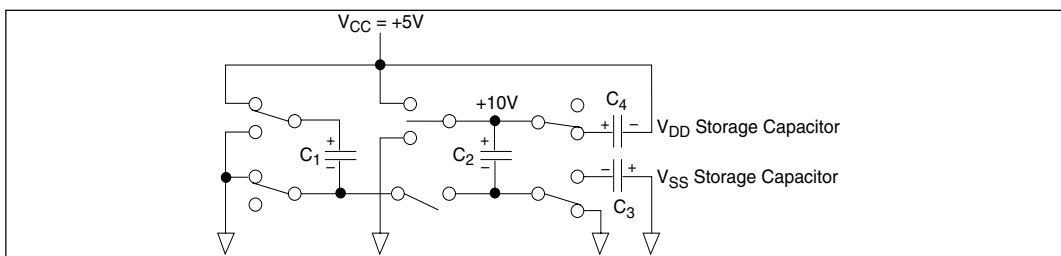 V_CC = +5V
+10V
C_4
+ −
V_DD Storage Capacitor
+
C_1
−
+
C_2
−
− +
V_SS Storage Capacitor
C_3